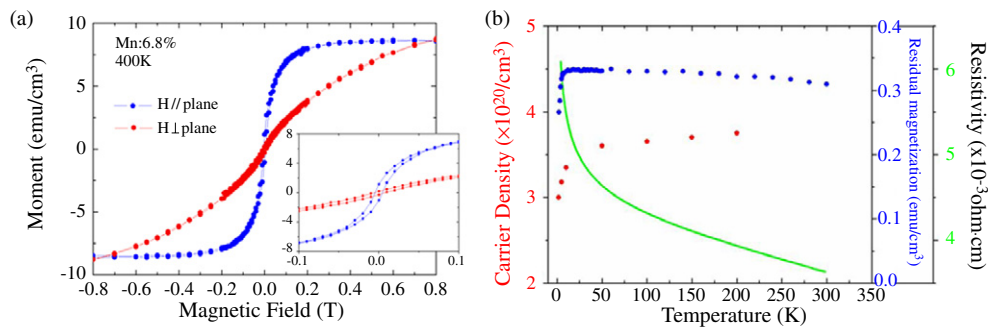 (a)
10
5
0
-5
-10
Moment (emu/cm³)
Mn:6.8%
400K
H//plane
H⊥plane
8
4
0
-4
-8
-0.1
0.0
0.1
-0.8 -0.6 -0.4 -0.2 0.0 0.2 0.4 0.6 0.8
Magnetic Field (T)
(b)
5
4
3
2
Carrier Density (×10²⁰/cm³)
0 50 100 150 200 250 300 350
Temperature (K)
0.4
0.3
0.2
0.1
0.0
Residual magnetization (emu/cm³)
6
5
4
Resistivity (x10⁻³ohm·cm)